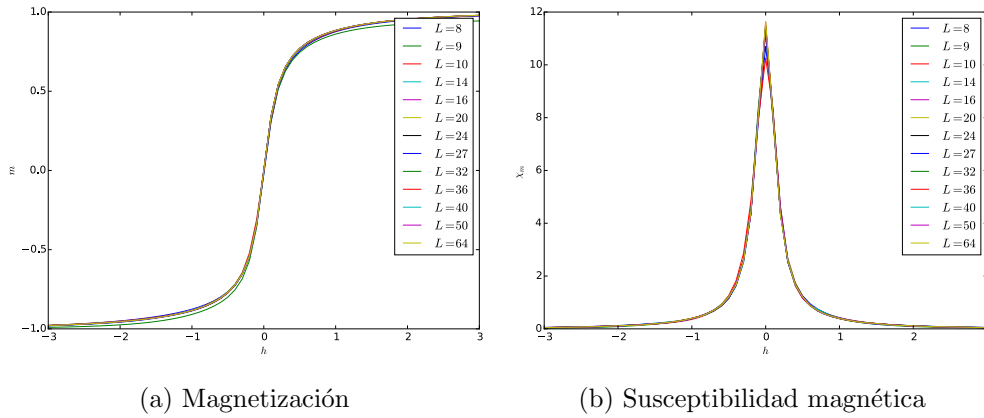 1.0
0.5
0.0
−0.5
−1.0
m
−3 −2 −1 0 1 2 3
h
L=8
L=9
L=10
L=14
L=16
L=20
L=24
L=27
L=32
L=36
L=40
L=50
L=64
(a) Magnetización
12
10
8
6
4
2
0
χm
−3 −2 −1 0 1 2
h
L=8
L=9
L=10
L=14
L=16
L=20
L=24
L=27
L=32
L=36
L=40
L=50
L=64
(b) Susceptibilidad magnética